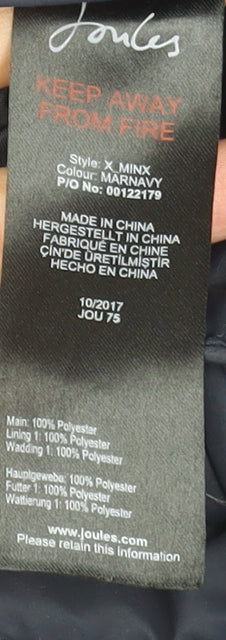 Joules
KEEP AWAY
FROM FIRE
Style: X_MINX
Colour: MARNAVY
P/O No: 00122179
MADE IN CHINA
HERGESTELLT IN CHINA
FABRIQUÉ EN CHINE
ÇİN'DE ÜRETİLMİSTİR
HECHO EN CHINA
10/2017
JOU 75
Main: 100% Polyester
Lining 1: 100% Polyester
Wadding 1: 100% Polyester
Hauptgewebe: 100% Polyester
Futter 1: 100% Polyester
Wattierung 1: 100% Polyester
www.joules.com
Please retain this information